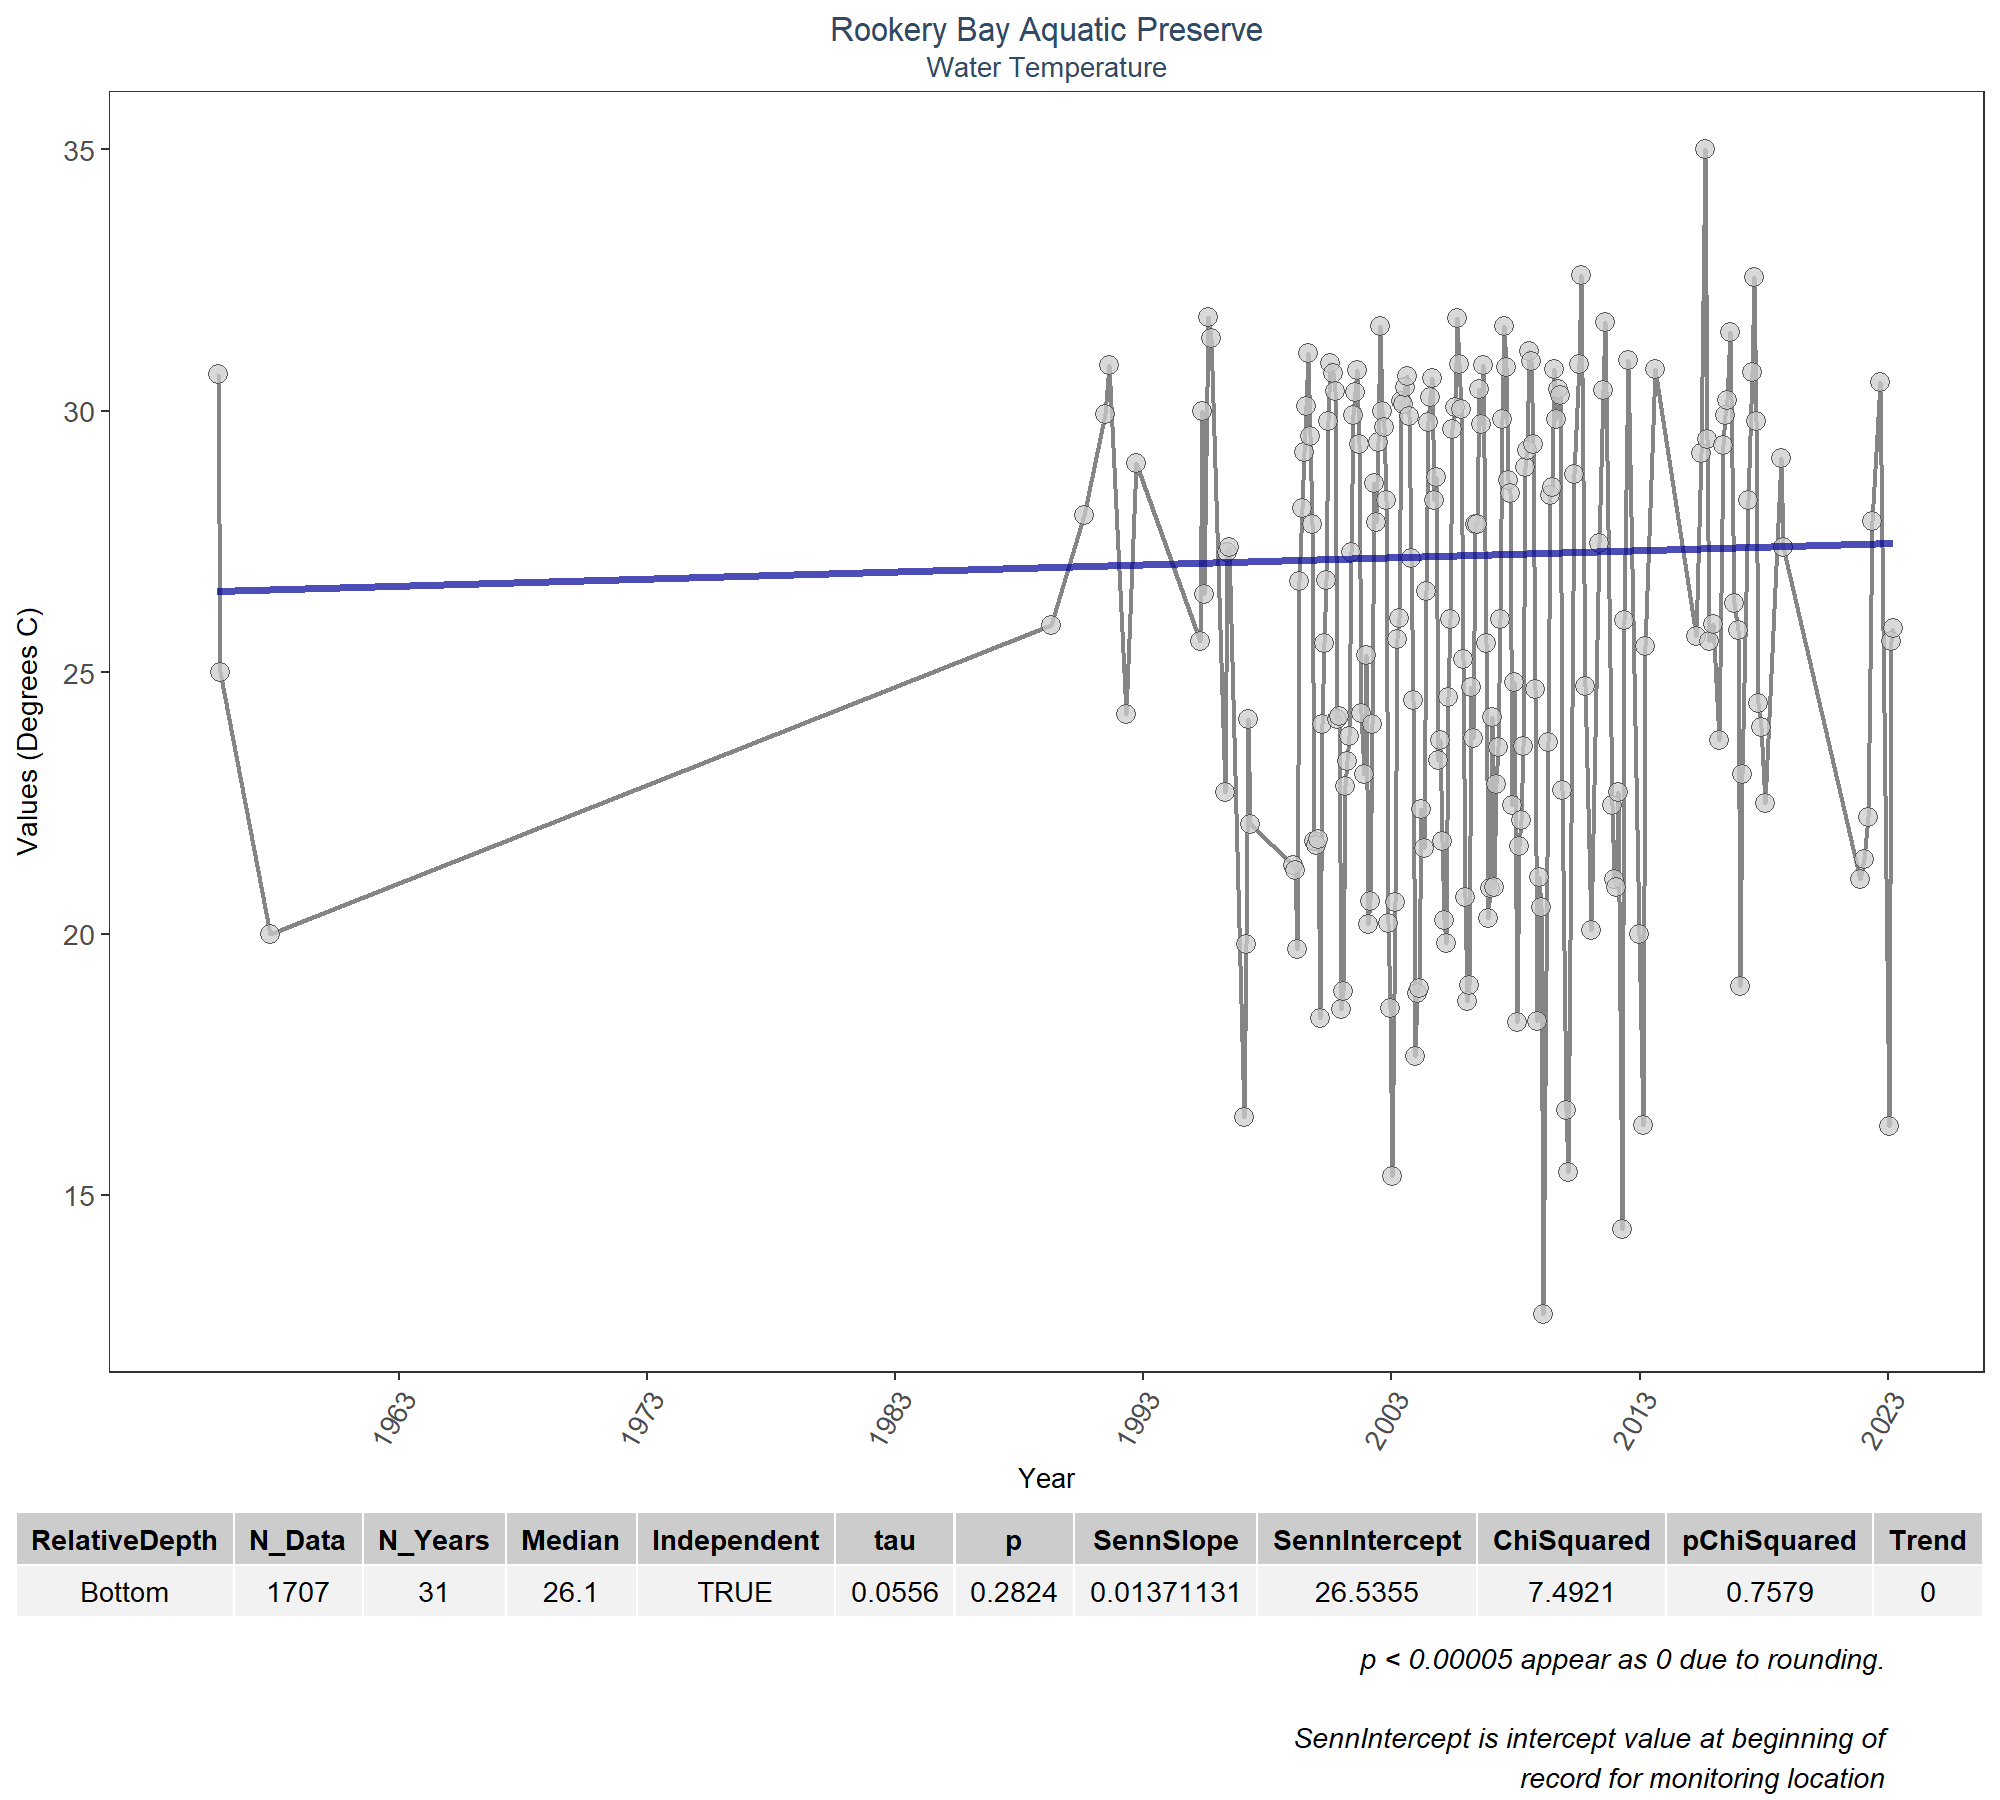 Rookery Bay Aquatic Preserve
Water Temperature
Values (Degrees C)
35
30
25
20
15
1963 1973 1983 1993 2003 2013 2023
Year
RelativeDepth N_Data N_Years Median Independent tau p SennSlope SennIntercept ChiSquared pChiSquared Trend
Bottom 1707 31 26.1 TRUE 0.0556 0.2824 0.01371131 26.5355 7.4921 0.7579 0
p < 0.00005 appear as 0 due to rounding.
SennIntercept is intercept value at beginning of
record for monitoring location